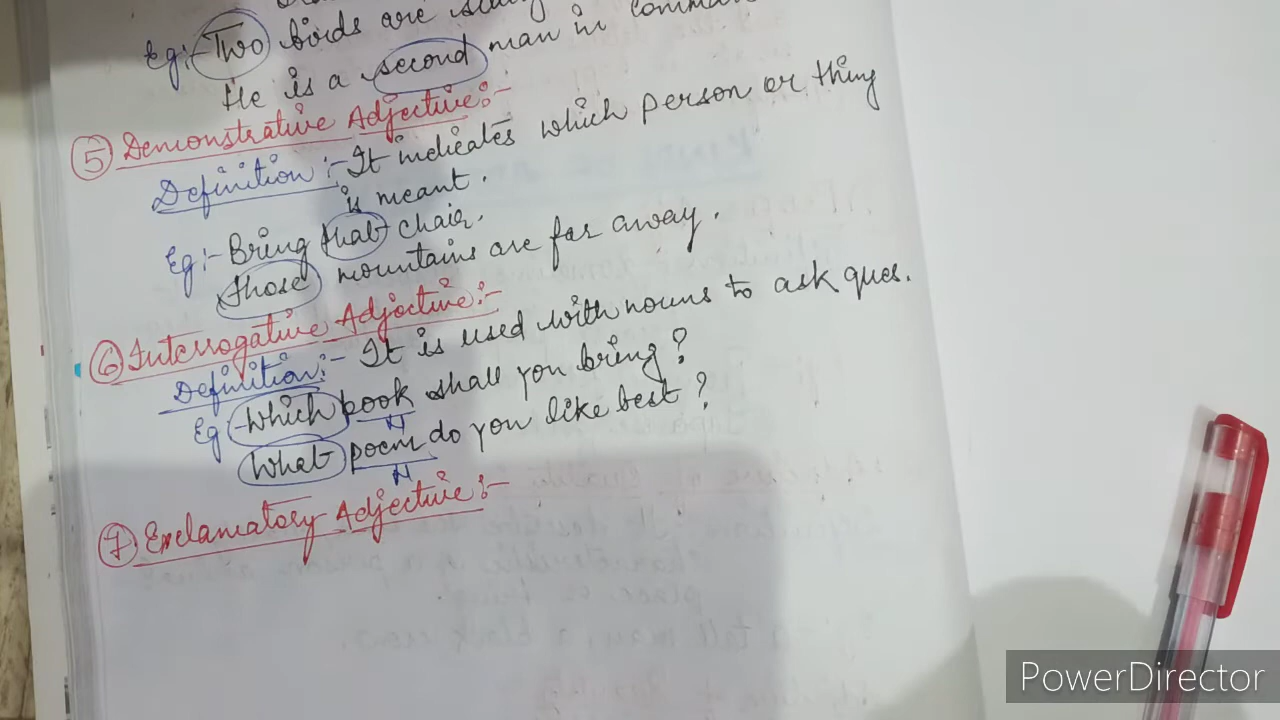 Eg:- Two birds are
He is a second man in
⑤ Demonstrative Adjective:-
Definition:- It indicates which person or thing
is meant.
Eg:- Bring that chair.
those mountains are far away.
⑥ Interrogative Adjective:-
Definition:- It is used with nouns to ask ques.
Eg:- Which book shall you bring?
N
What poem do you like best?
N
⑦ Exclamatory Adjective:-
PowerDirector